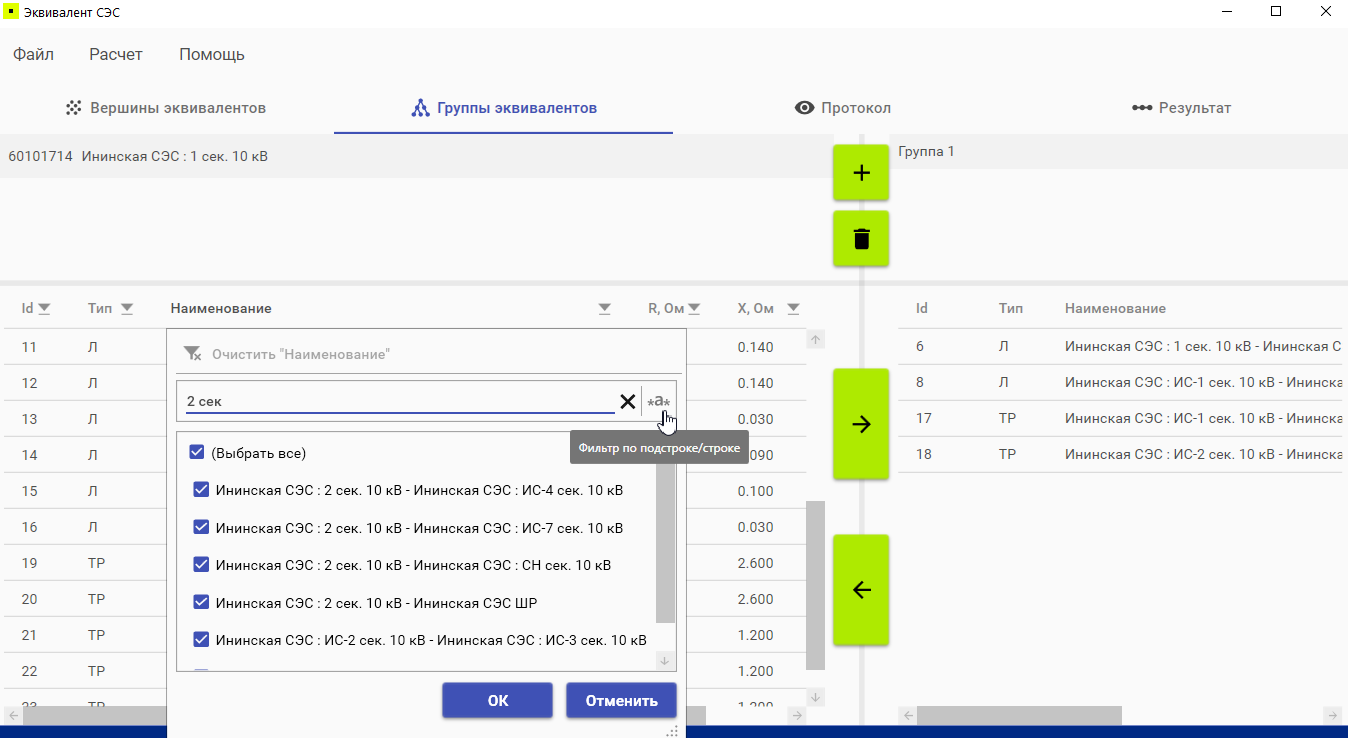 Эквивалент СЭС
Файл Расчет Помощь
Вершины эквивалентов Группы эквивалентов Протокол Результат
60101714 Ининская СЭС : 1 сек. 10 кВ
Группа 1
Id Тип Наименование R, Ом X, Ом
11 Л 0.140
12 Л 0.140
13 Л 0.030
14 Л 090
15 Л 0.100
16 Л 0.030
19 ТР 2.600
20 ТР 2.600
21 ТР 1.200
22 ТР 1.200
23 ТР 1.200
Очистить "Наименование"
2 сек
*a*
Фильтр по подстроке/строке
(Выбрать все)
Ининская СЭС : 2 сек. 10 кВ - Ининская СЭС : ИС-4 сек. 10 кВ
Ининская СЭС : 2 сек. 10 кВ - Ининская СЭС : ИС-7 сек. 10 кВ
Ининская СЭС : 2 сек. 10 кВ - Ининская СЭС : СН сек. 10 кВ
Ининская СЭС : 2 сек. 10 кВ - Ининская СЭС ШР
Ининская СЭС : ИС-2 сек. 10 кВ - Ининская СЭС : ИС-3 сек. 10 кВ
ОК Отменить
Id Тип Наименование
6 Л Ининская СЭС : 1 сек. 10 кВ - Ининская С
8 Л Ининская СЭС : ИС-1 сек. 10 кВ - Ининска
17 ТР Ининская СЭС : ИС-1 сек. 10 кВ - Ининска
18 ТР Ининская СЭС : ИС-2 сек. 10 кВ - Ининска